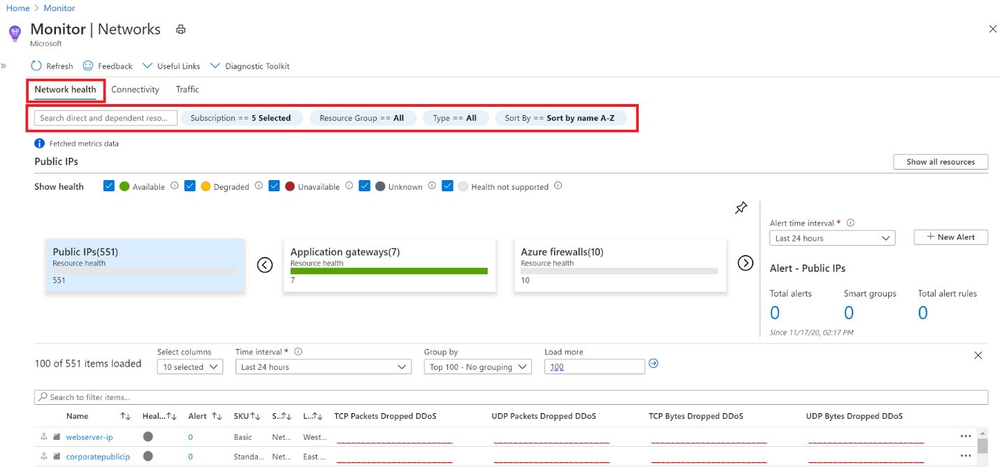 Home > Monitor
Monitor | Networks
Microsoft
Refresh Feedback Useful Links Diagnostic Toolkit
Network health Connectivity Traffic
Search direct and dependent reso... Subscription == 5 Selected Resource Group == All Type == All Sort By == Sort by name A-Z
Fetched metrics data
Public IPs Show all resources
Show health Available Degraded Unavailable Unknown Health not supported
Alert time interval *
Last 24 hours + New Alert
Public IPs(551) Application gateways(7) Azure firewalls(10)
Resource health Resource health Resource health
551 7 10
Alert - Public IPs
Total alerts Smart groups Total alert rules
0 0 0
Since 11/17/20, 02:17 PM
Select columns Time interval * Group by Load more
100 of 551 items loaded 10 selected Last 24 hours Top 100 - No grouping 100
Search to filter items...
Name Heal... Alert SKU S... L... TCP Packets Dropped DDoS UDP Packets Dropped DDoS TCP Bytes Dropped DDoS UDP Bytes Dropped DDoS
webserver-ip 0 Basic Net... West... ...
corporatepublicip 0 Standa... Net... East ... ...